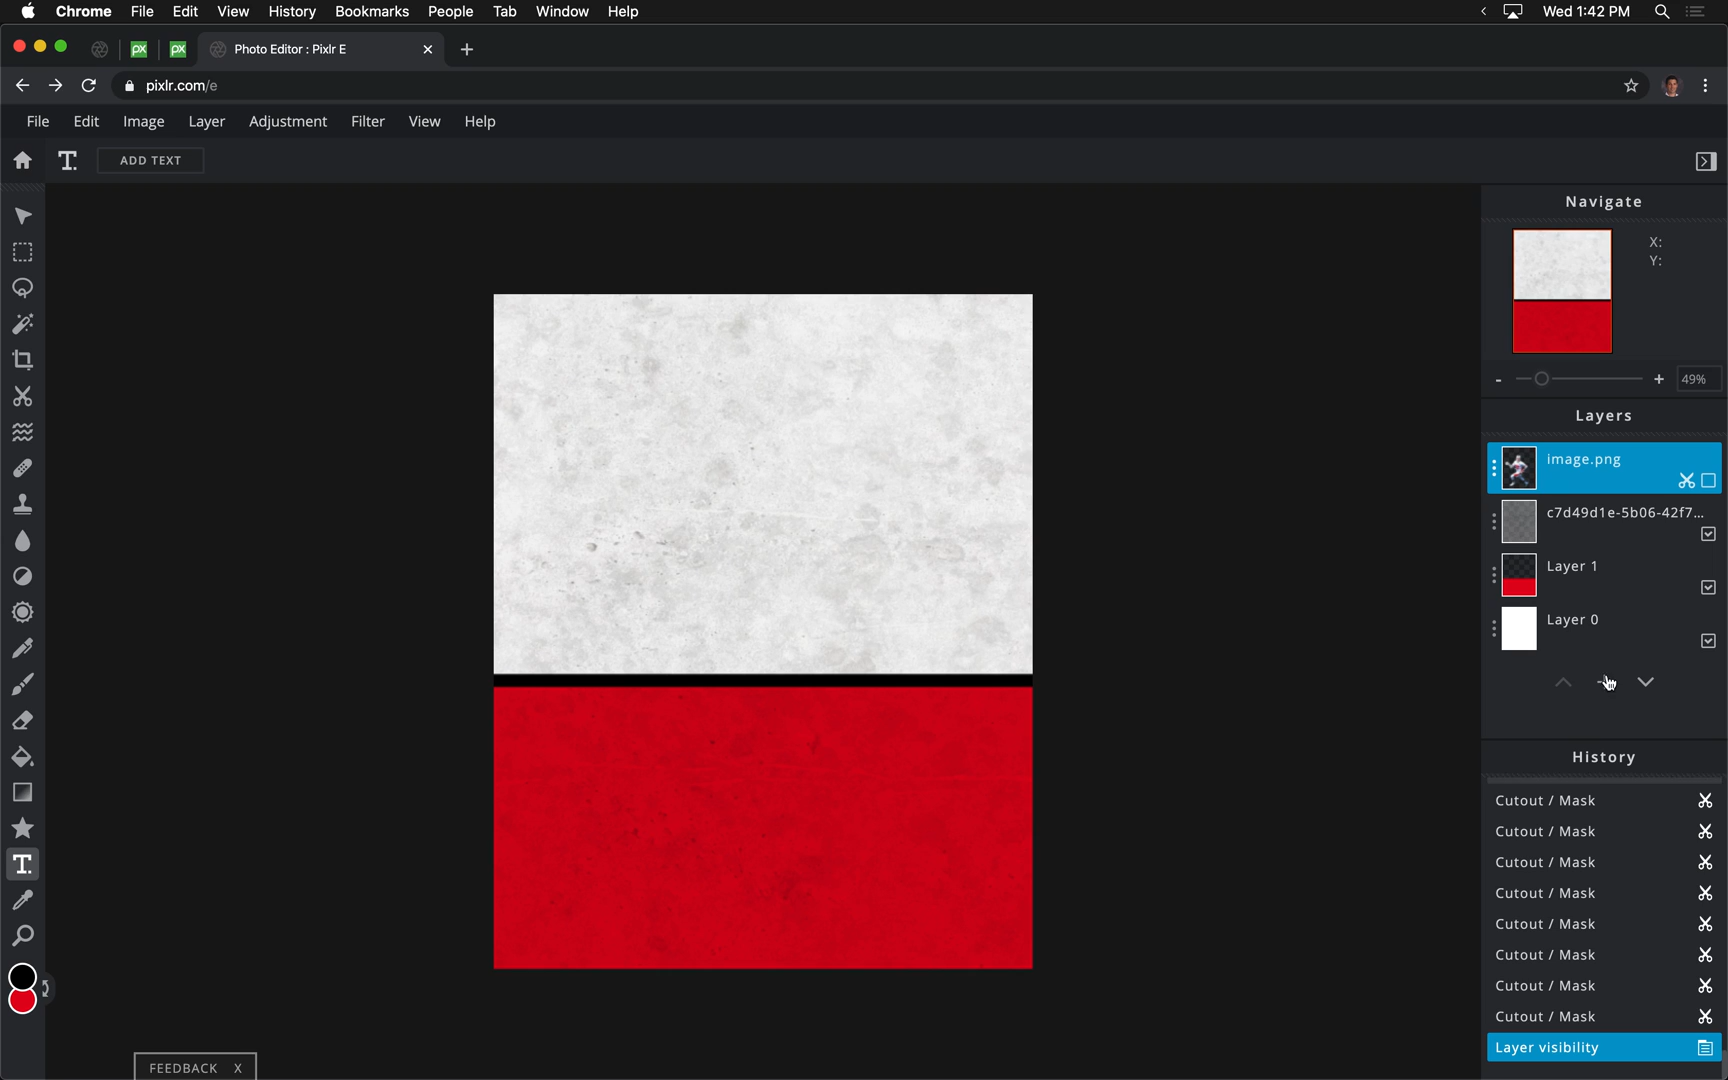 Chrome File Edit View History Bookmarks People Tab Window Help Wed 1:42 PM
px px Photo Editor : Pixlr E
pixlr.com/e
File Edit Image Layer Adjustment Filter View Help
T. ADD TEXT
Navigate
X:
Y:
- + 49%
Layers
image.png
c7d49d1e-5b06-42f7...
Layer 1
Layer 0
History
Cutout / Mask
Cutout / Mask
Cutout / Mask
Cutout / Mask
Cutout / Mask
Cutout / Mask
Cutout / Mask
Cutout / Mask
Layer visibility
T.
FEEDBACK X